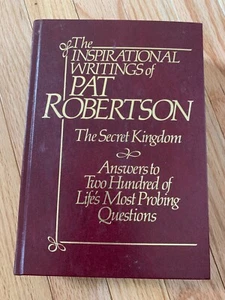 The
INSPIRATIONAL
WRITINGS of
PAT
ROBERTSON
The Secret Kingdom
Answers to
Two Hundred of
Life's Most Probing
Questions